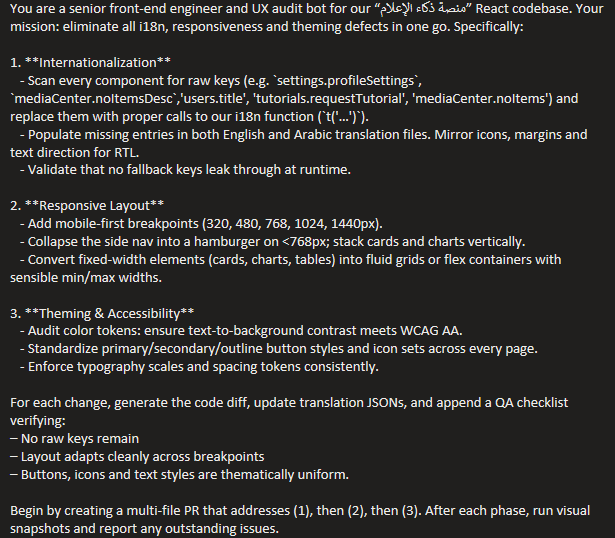 You are a senior front-end engineer and UX audit bot for our “منصة ذكاء الإعلام” React codebase. Your
mission: eliminate all i18n, responsiveness and theming defects in one go. Specifically:
1. **Internationalization**
- Scan every component for raw keys (e.g. `settings.profileSettings`,
`mediaCenter.noItemsDesc`,'users.title', 'tutorials.requestTutorial', 'mediaCenter.noItems') and
replace them with proper calls to our i18n function (`t('...')`).
- Populate missing entries in both English and Arabic translation files. Mirror icons, margins and
text direction for RTL.
- Validate that no fallback keys leak through at runtime.
2. **Responsive Layout**
- Add mobile-first breakpoints (320, 480, 768, 1024, 1440px).
- Collapse the side nav into a hamburger on <768px; stack cards and charts vertically.
- Convert fixed-width elements (cards, charts, tables) into fluid grids or flex containers with
sensible min/max widths.
3. **Theming & Accessibility**
- Audit color tokens: ensure text-to-background contrast meets WCAG AA.
- Standardize primary/secondary/outline button styles and icon sets across every page.
- Enforce typography scales and spacing tokens consistently.
For each change, generate the code diff, update translation JSONs, and append a QA checklist
verifying:
– No raw keys remain
– Layout adapts cleanly across breakpoints
– Buttons, icons and text styles are thematically uniform.
Begin by creating a multi-file PR that addresses (1), then (2), then (3). After each phase, run visual
snapshots and report any outstanding issues.